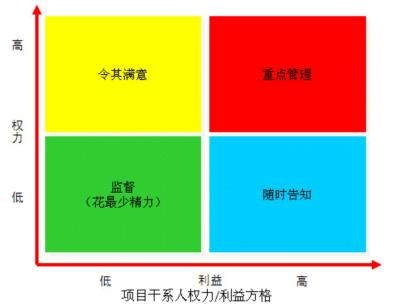 高
令其满意
重点管理
权
力
监督
（花最少精力）
随时告知
低
低
利益
高
项目干系人权力/利益方格